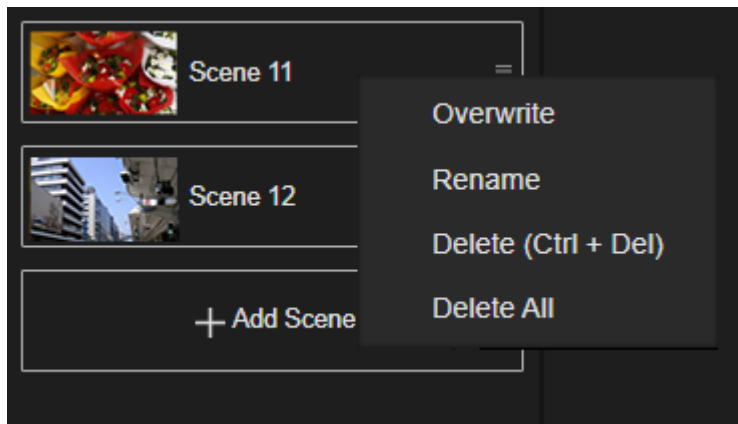 Scene 11
Overwrite
Rename
Scene 12
Delete (Ctrl + Del)
Delete All
+ Add Scene